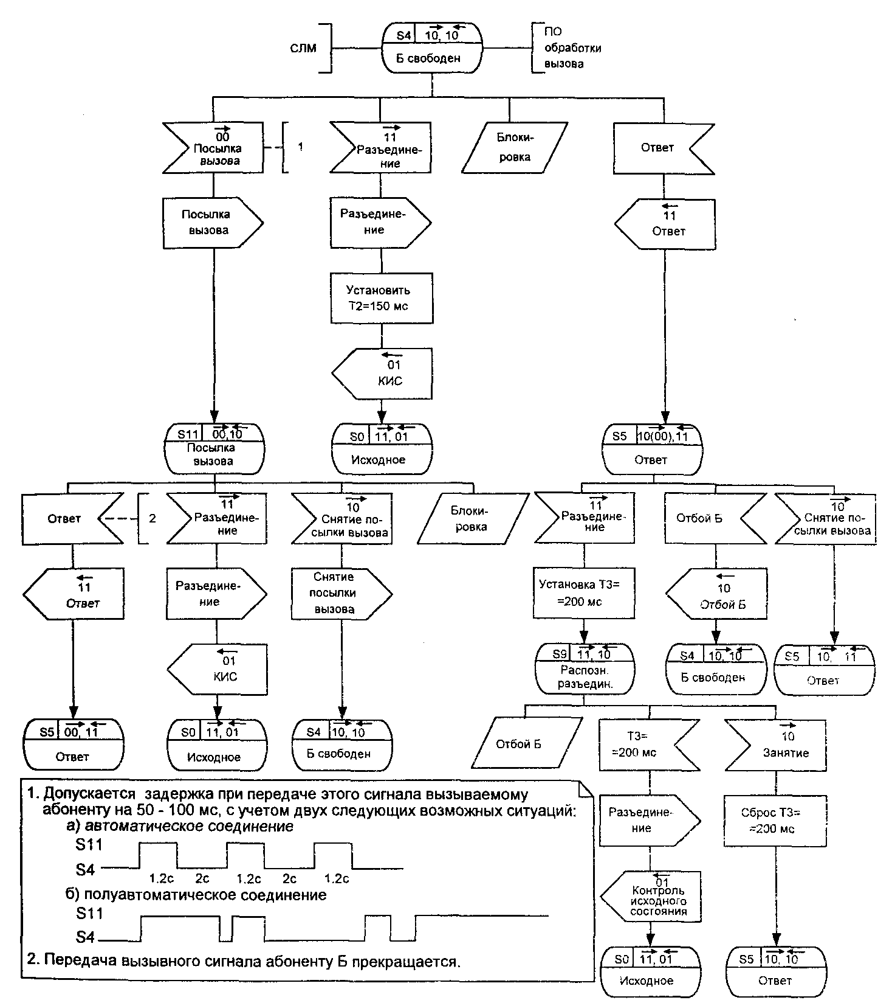 СЛМ
S4 10, 10
Б свободен
ПО
обработки
вызова
00
Посылка
вызова
1
11
Разъедине-
ние
Блоки-
ровка
Ответ
Посылка
вызова
Разъедине-
ние
11
Ответ
Установить
Т2=150 мс
01
КИС
S11 00,10
Посылка
вызова
S0 11, 01
Исходное
S5 10(00),11
Ответ
Ответ
2
11
Разъедине-
ние
10
Снятие по-
сылки вызова
Блоки-
ровка
11
Разъедине-
ние
Отбой Б
10
Снятие по-
сылки вызова
11
Ответ
Разъедине-
ние
Снятие
посылки
вызова
Установка Т3=
=200 мс
10
Отбой Б
01
КИС
S9 11, 10
Распозн.
разъедин.
S4 10, 10
Б свободен
S5 10, 11
Ответ
S5 00, 11
Ответ
S0 11, 01
Исходное
S4 10, 10
Б свободен
Отбой Б
Т3=
=200 мс
10
Занятие
Разъедине-
ние
Сброс Т3=
=200 мс
01
Контроль
исходного
состояния
S0 11, 01
Исходное
S5 10, 10
Ответ
1. Допускается задержка при передаче этого сигнала вызываемому
абоненту на 50 - 100 мс, с учетом двух следующих возможных ситуаций:
а) автоматическое соединение
S11
S4
1.2с 2с 1.2с 2с 1.2с
б) полуавтоматическое соединение
S11
S4
2. Передача вызывного сигнала абоненту Б прекращается.